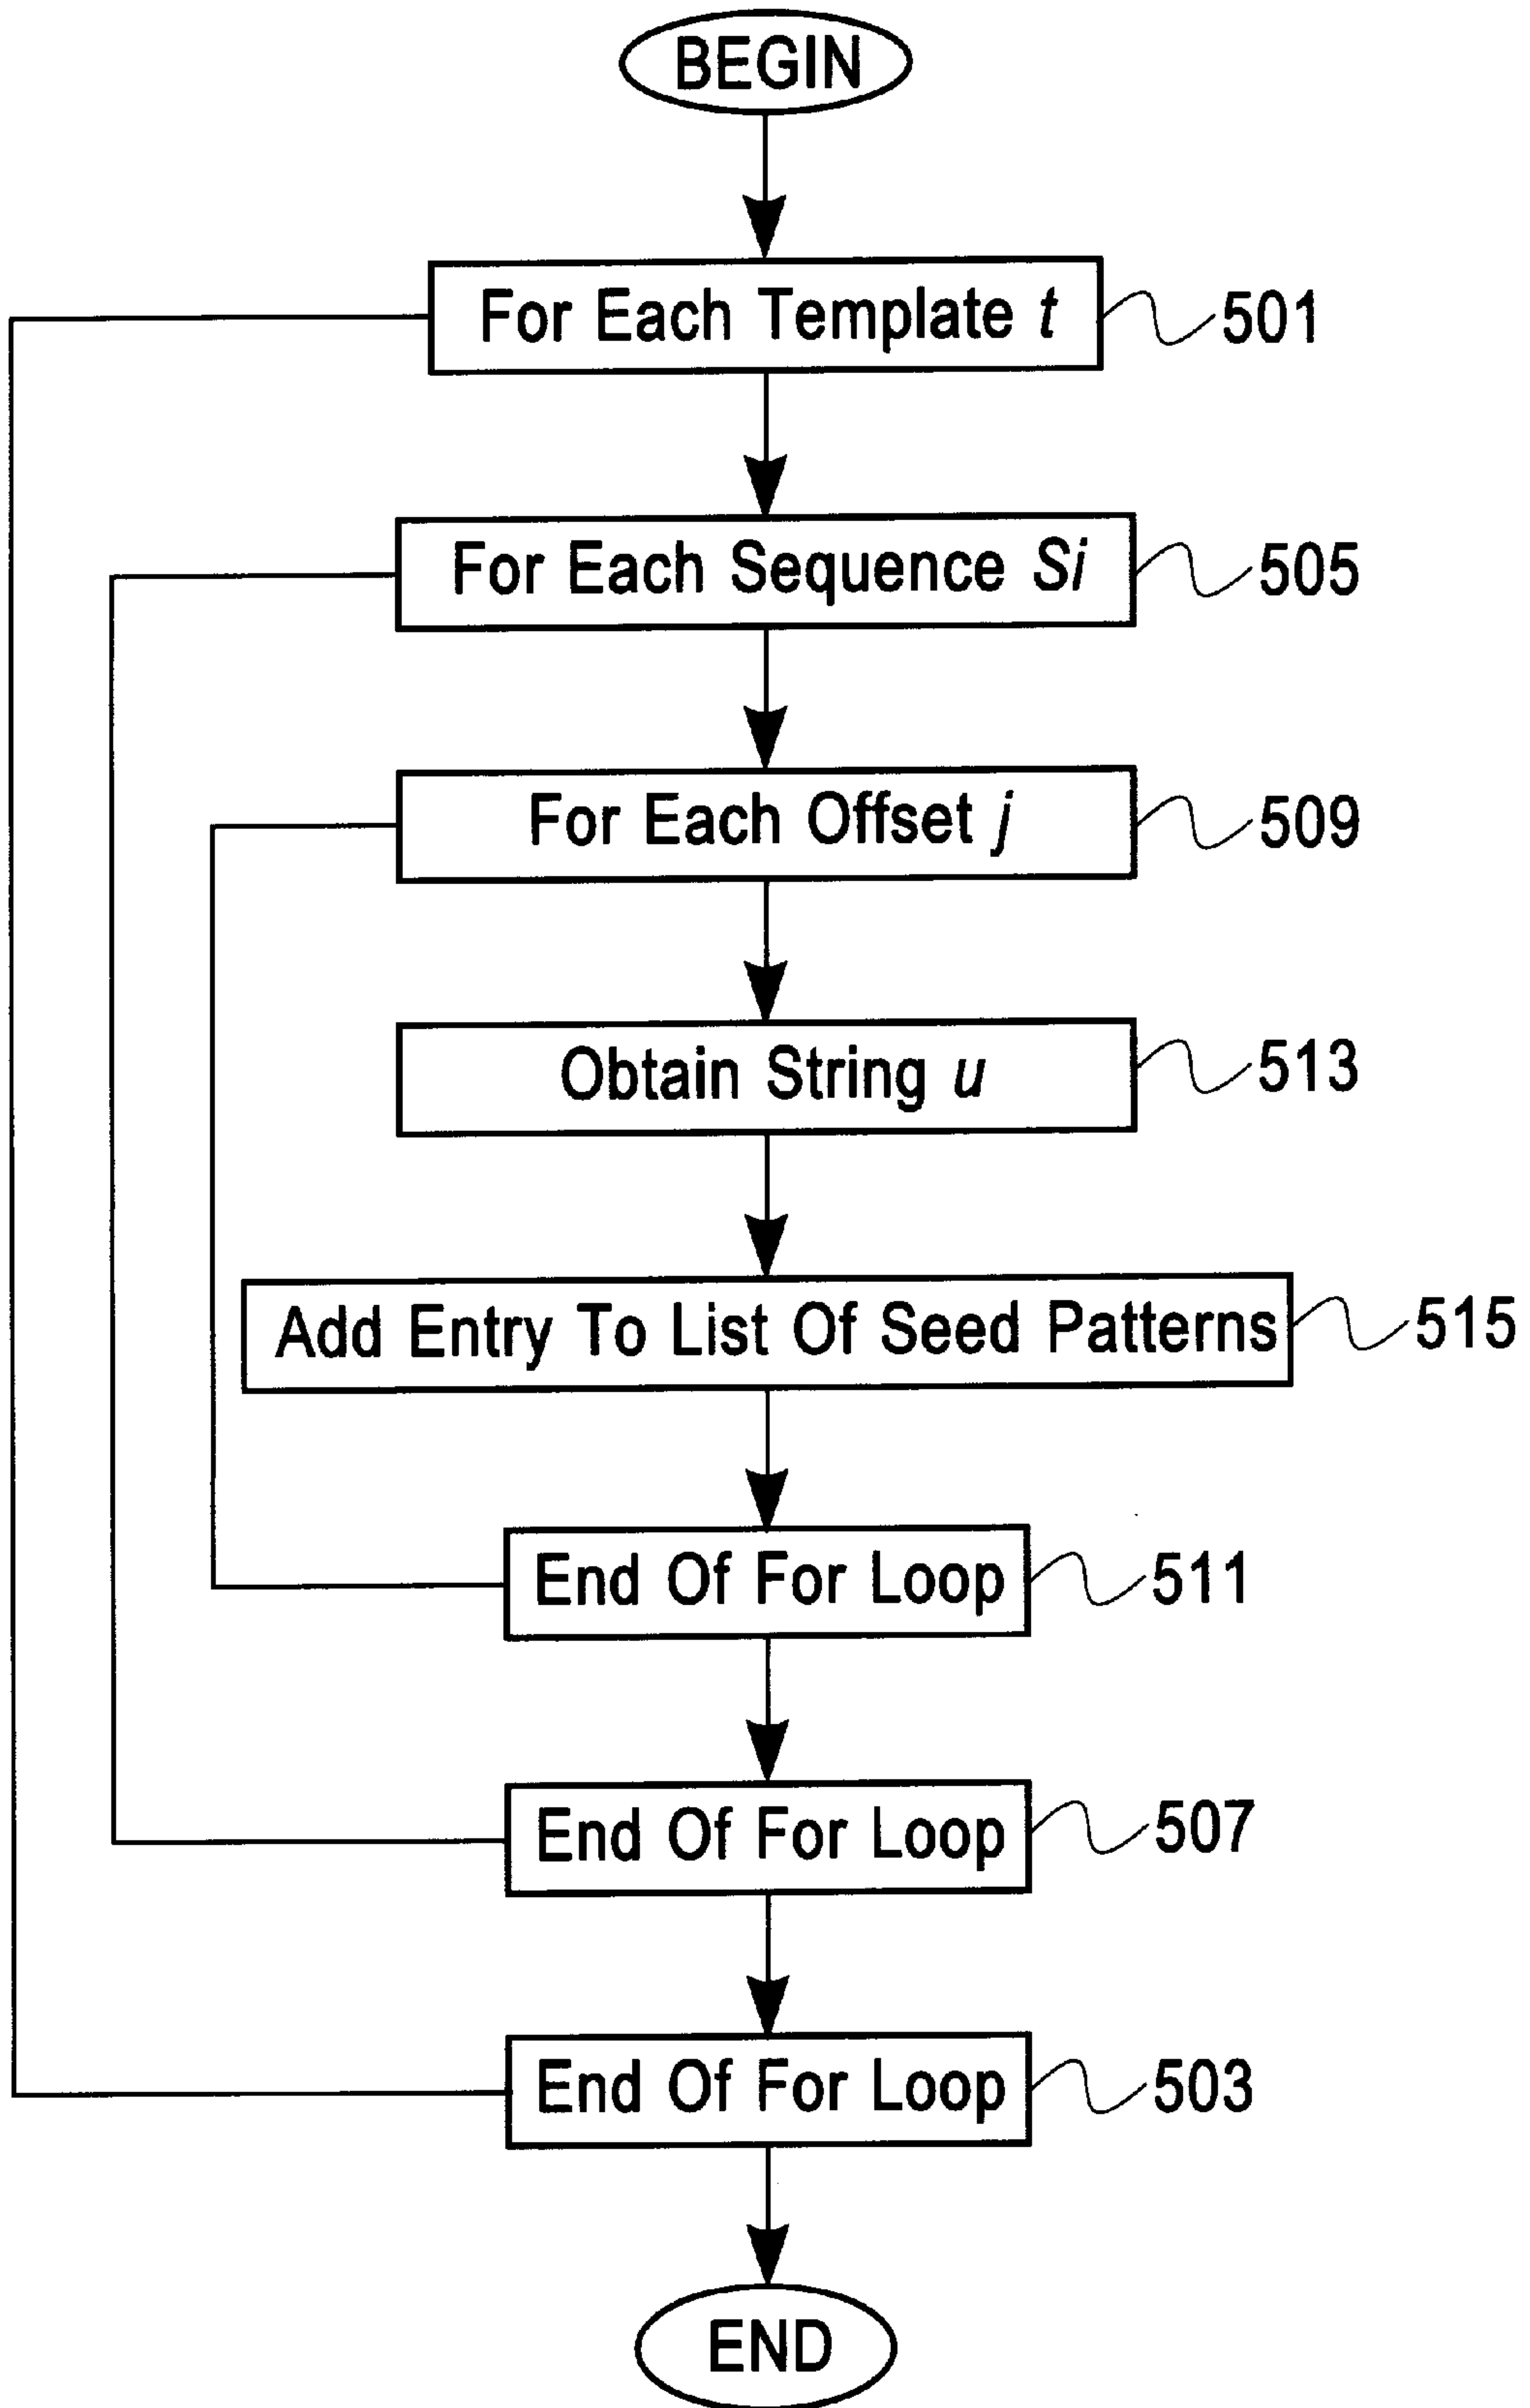 BEGIN
For Each Template t
501
For Each Sequence Si
505
For Each Offset j
509
Obtain String u
513
Add Entry To List Of Seed Patterns
515
End Of For Loop
511
End Of For Loop
507
End Of For Loop
503
END